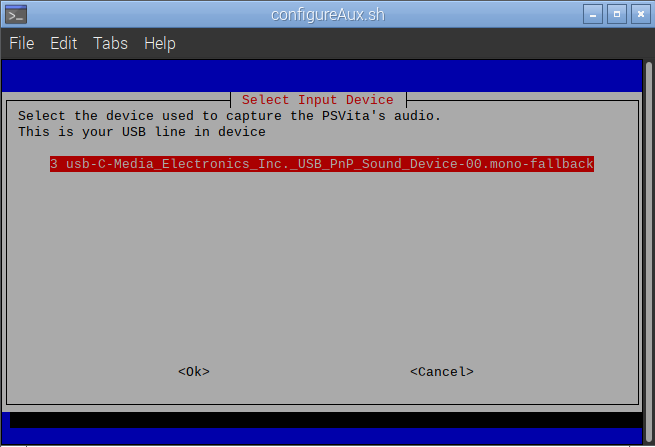 configureAux.sh
File Edit Tabs Help
Select Input Device
Select the device used to capture the PSVita's audio.
This is your USB line in device
3 usb-C-Media_Electronics_Inc._USB_PnP_Sound_Device-00.mono-fallback
<Ok> <Cancel>